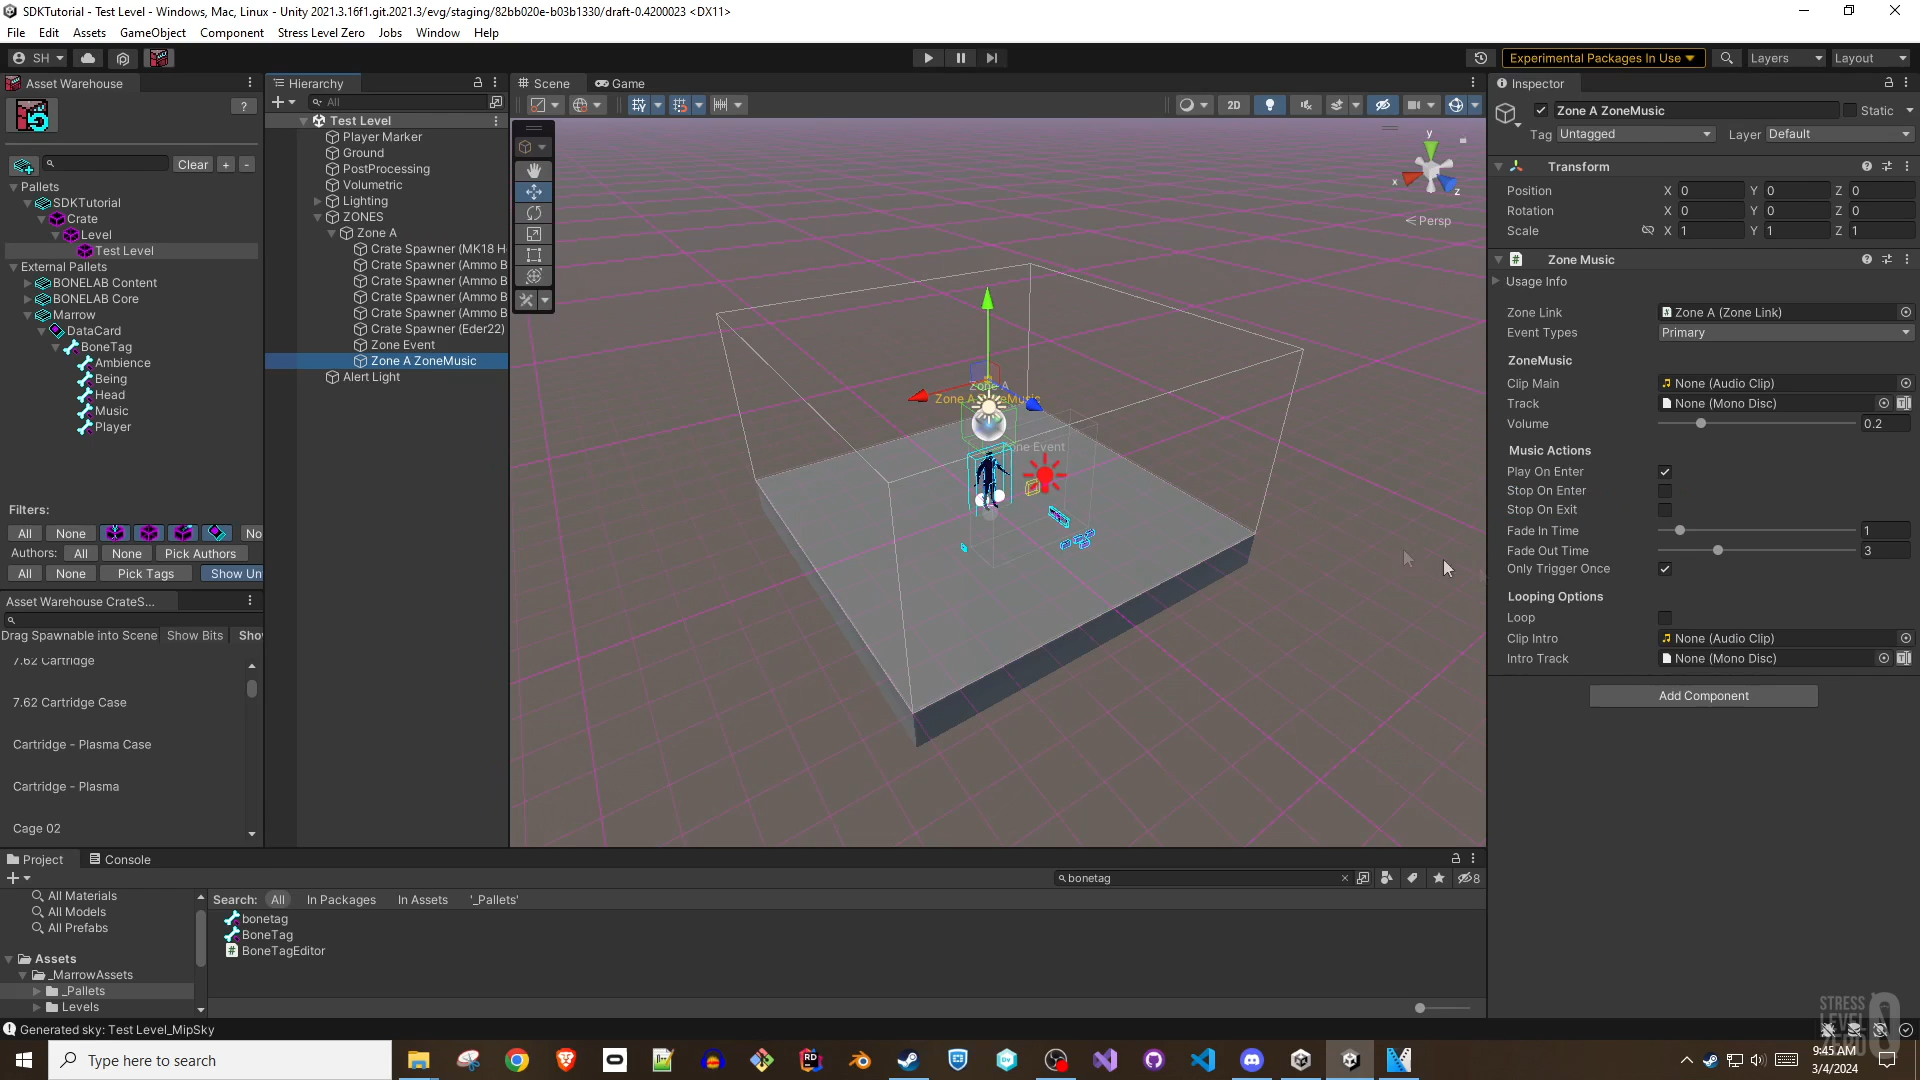 SDKTutorial - Test Level - Windows, Mac, Linux - Unity 2021.3.16f1.git.2021.3/evg/staging/82bb020e-b03b1330/draft-0.4200023 <DX11>
File Edit Assets GameObject Component Stress Level Zero Jobs Window Help
SH
Experimental Packages In Use
Layers
Layout
Asset Warehouse
?
Clear + -
Pallets
SDKTutorial
Crate
Level
Test Level
External Pallets
BONELAB Content
BONELAB Core
Marrow
DataCard
BoneTag
Ambience
Being
Head
Music
Player
Filters:
All None No
Authors: All None Pick Authors
All None Pick Tags Show Un
Asset Warehouse CrateS...
Drag Spawnable into Scene Show Bits Sho
7.62 Cartridge
7.62 Cartridge Case
Cartridge - Plasma Case
Cartridge - Plasma
Cage 02
Hierarchy
All
Test Level
Player Marker
Ground
PostProcessing
Volumetric
Lighting
ZONES
Zone A
Crate Spawner (MK18 H
Crate Spawner (Ammo B
Crate Spawner (Ammo B
Crate Spawner (Ammo B
Crate Spawner (Ammo B
Crate Spawner (Eder22)
Zone Event
Zone A ZoneMusic
Alert Light
Scene Game
2D
y
x z
Persp
Zone A
Zone A ZoneMusic
Zone Event
Inspector
Zone A ZoneMusic Static
Tag Untagged Layer Default
Transform
Position X 0 Y 0 Z 0
Rotation X 0 Y 0 Z 0
Scale X 1 Y 1 Z 1
Zone Music
Usage Info
Zone Link Zone A (Zone Link)
Event Types Primary
ZoneMusic
Clip Main None (Audio Clip)
Track None (Mono Disc)
Volume 0.2
Music Actions
Play On Enter
Stop On Enter
Stop On Exit
Fade In Time 1
Fade Out Time 3
Only Trigger Once
Looping Options
Loop
Clip Intro None (Audio Clip)
Intro Track None (Mono Disc)
Add Component
Project Console
bonetag
8
All Materials
All Models
All Prefabs
Assets
_MarrowAssets
_Pallets
Levels
Search: All In Packages In Assets '_Pallets'
bonetag
BoneTag
BoneTagEditor
Generated sky: Test Level_MipSky
STRESS
LEVEL
ZERO
Type here to search
9:45 AM
3/4/2024